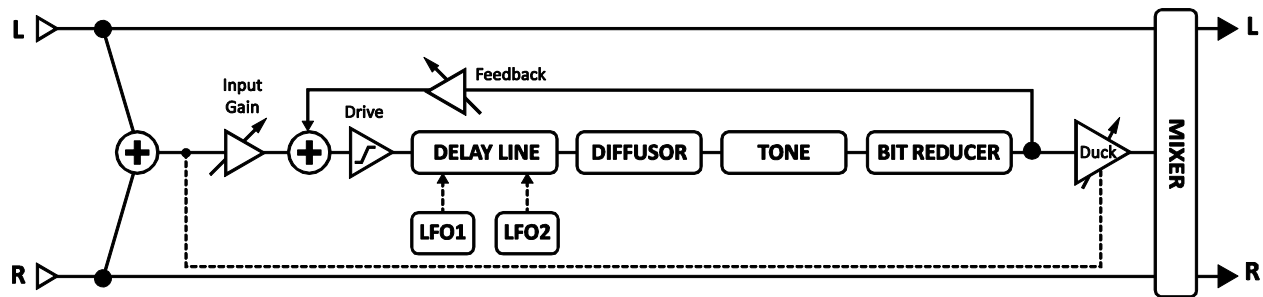 L
L
Input
Gain
Feedback
Drive
DELAY LINE
DIFFUSOR
TONE
BIT REDUCER
Duck
MIXER
LFO1
LFO2
R
R